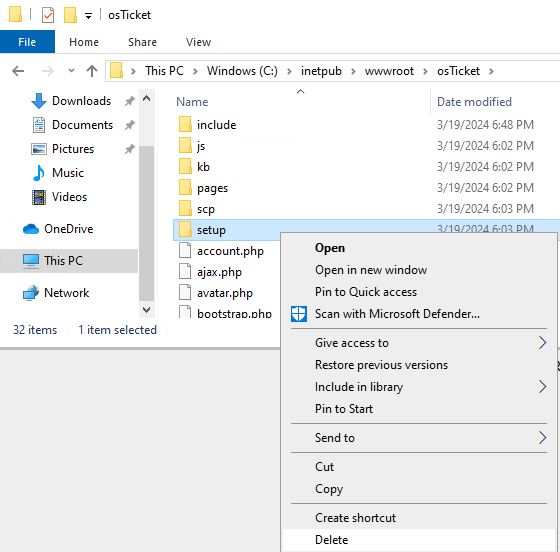 osTicket
File Home Share View
This PC Windows (C:) inetpub wwwroot osTicket
Name Date modified
Downloads
Documents
Pictures
Music
Videos
OneDrive
This PC
Network
include 3/19/2024 6:48 PM
js 3/19/2024 6:02 PM
kb 3/19/2024 6:02 PM
pages 3/19/2024 6:02 PM
scp 3/19/2024 6:03 PM
setup 3/19/2024 6:03 PM
account.php
ajax.php
avatar.php
bootstrap.php
32 items 1 item selected
Open
Open in new window
Pin to Quick access
Scan with Microsoft Defender...
Give access to
Restore previous versions
Include in library
Pin to Start
Send to
Cut
Copy
Create shortcut
Delete